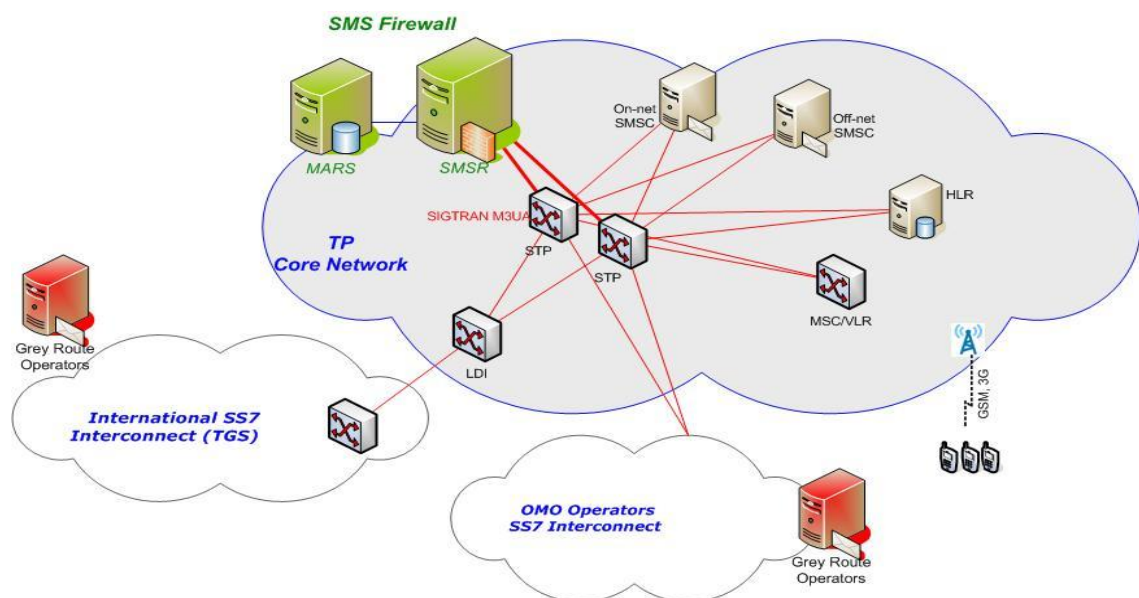 SMS Firewall
On-net
SMSC
Off-net
SMSC
MARS
SMSR
HLR
SIGTRAN M3UA
STP
TP
Core Network
STP
MSC/VLR
Grey Route
Operators
LDI
GSM, 3G
International SS7
Interconnect (TGS)
OMO Operators
SS7 Interconnect
Grey Route
Operators